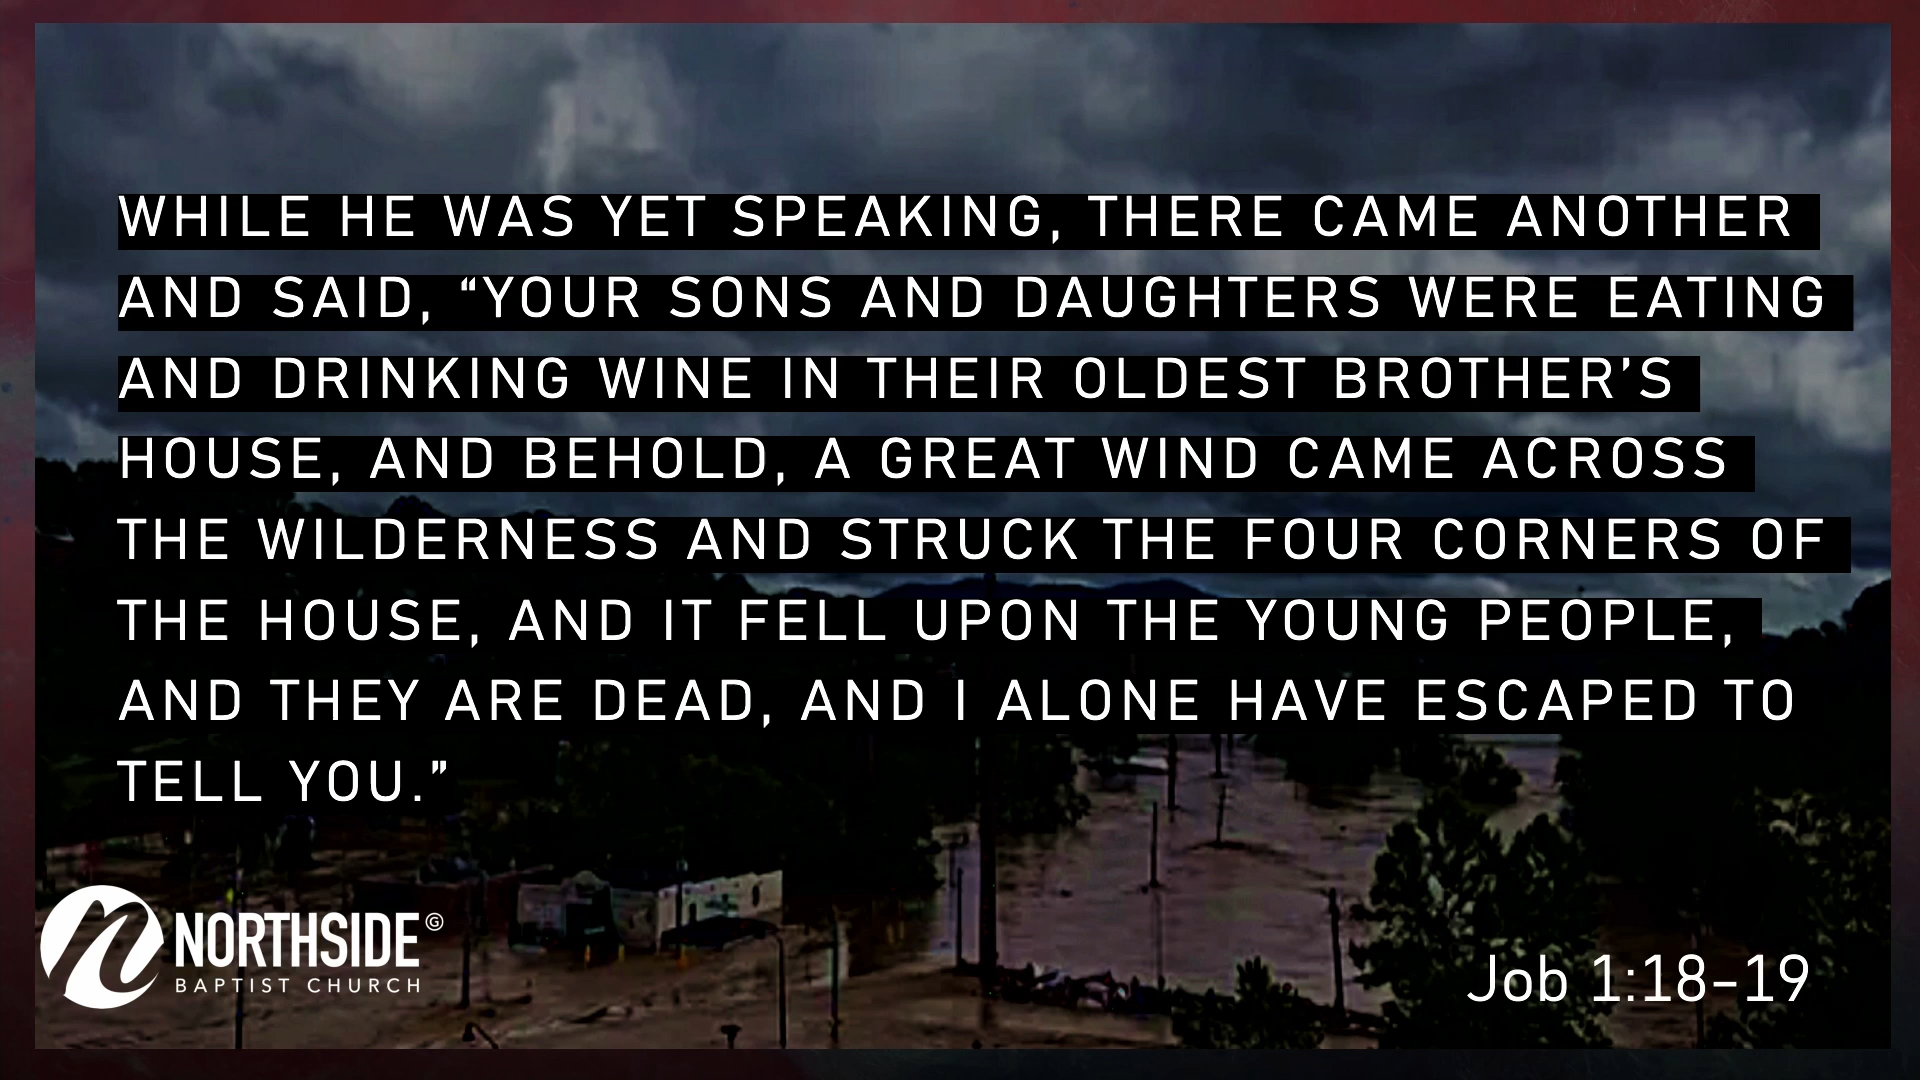 WHILE HE WAS YET SPEAKING, THERE CAME ANOTHER
AND SAID, “YOUR SONS AND DAUGHTERS WERE EATING
AND DRINKING WINE IN THEIR OLDEST BROTHER’S
HOUSE, AND BEHOLD, A GREAT WIND CAME ACROSS
THE WILDERNESS AND STRUCK THE FOUR CORNERS OF
THE HOUSE, AND IT FELL UPON THE YOUNG PEOPLE,
AND THEY ARE DEAD, AND I ALONE HAVE ESCAPED TO
TELL YOU.”
n NORTHSIDE G
BAPTIST CHURCH
Job 1:18–19